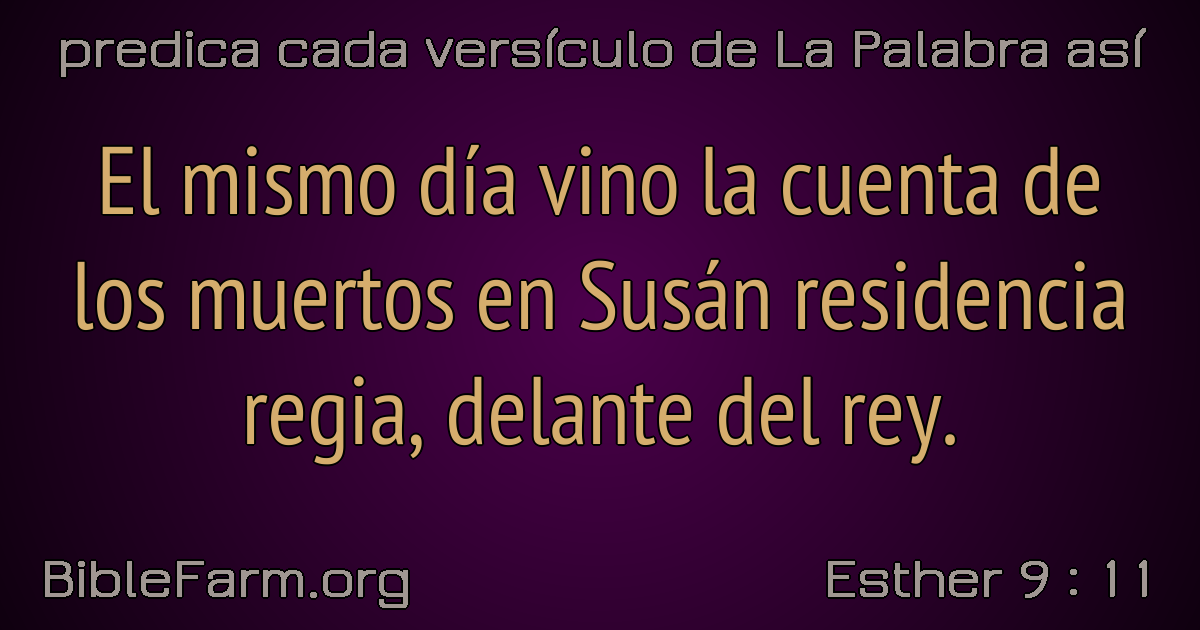 predica cada versículo de La Palabra así
El mismo día vino la cuenta de
los muertos en Susán residencia
regia, delante del rey.
BibleFarm.org
Esther 9 : 11